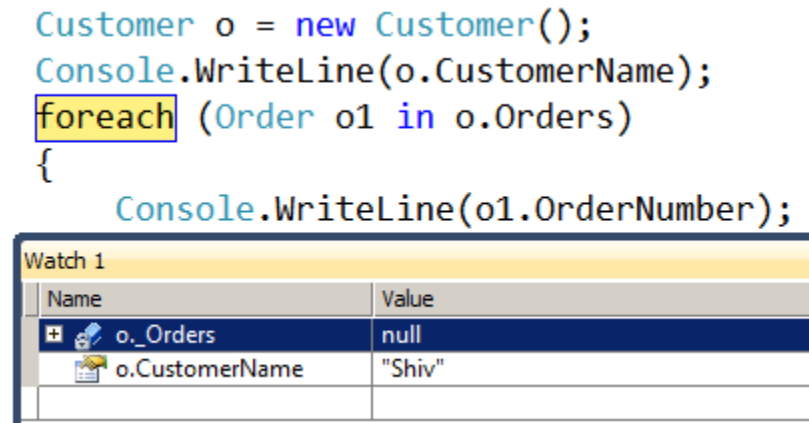 Customer o = new Customer();
Console.WriteLine(o.CustomerName);
foreach (Order o1 in o.Orders)
{
Console.WriteLine(o1.OrderNumber);
Watch 1
Name Value
o._Orders null
o.CustomerName "Shiv"